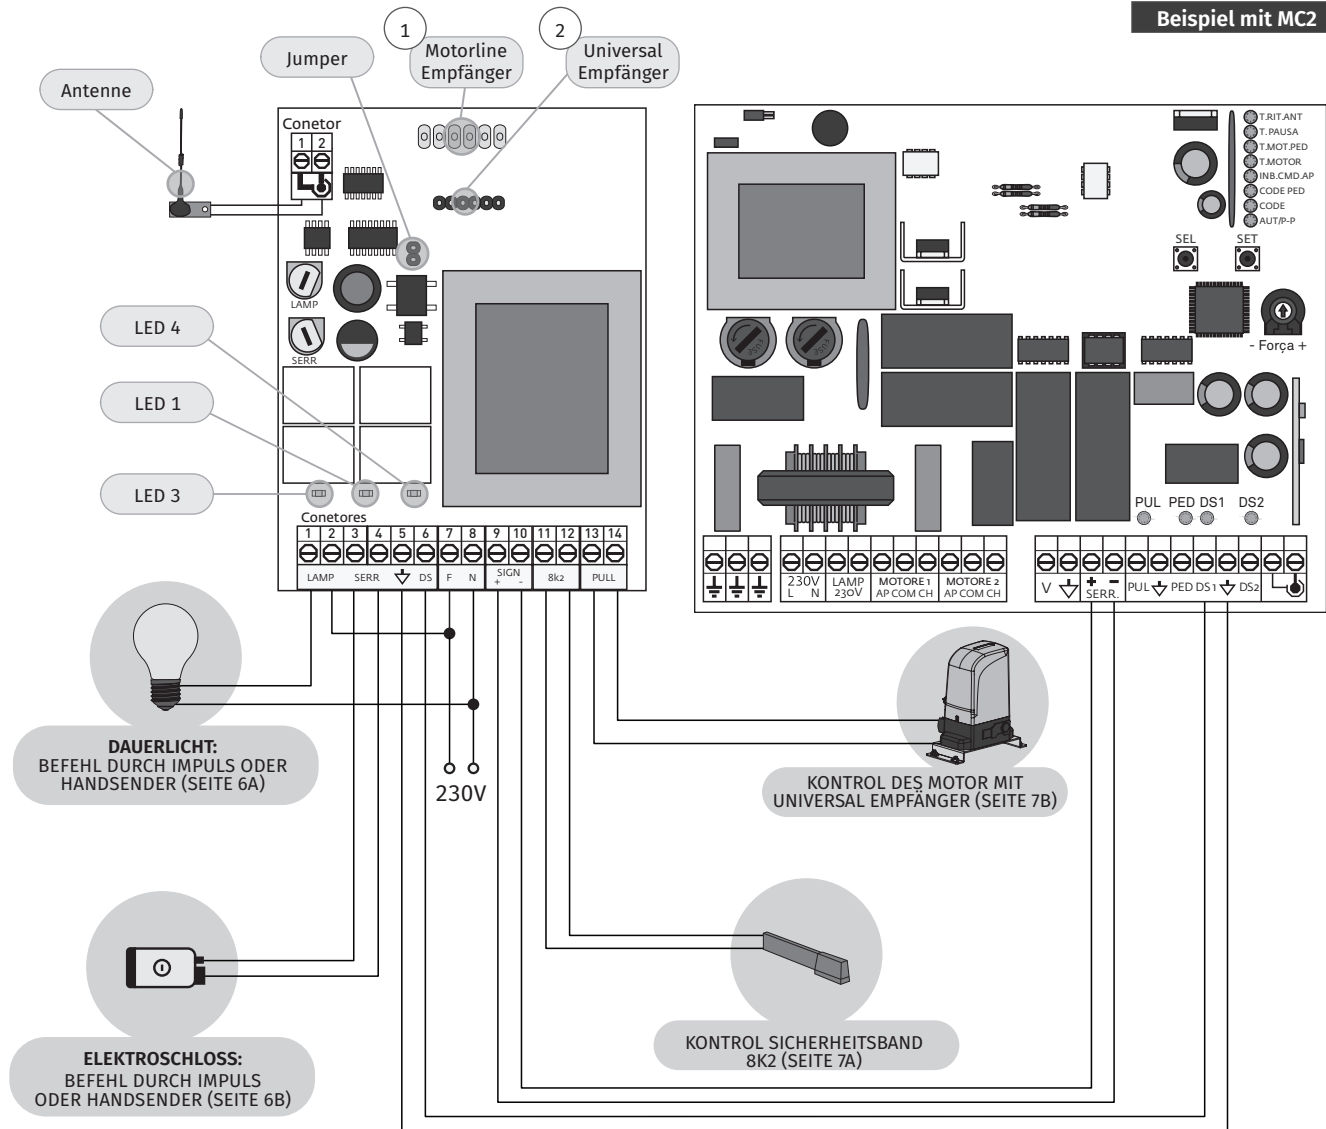 Beispiel mit MC2
1
2
Jumper
Motorline
Empfänger
Universal
Empfänger
Antenne
Conetor
1 2
LAMP
SERR
LED 4
LED 1
LED 3
Conetores
1 2 3 4 5 6 7 8 9 10 11 12 13 14
LAMP SERR DS F N SIGN + - 8k2 PULL
T.RIT.ANT
T. PAUSA
T.MOT.PED
T.MOTOR
INB.CMD.AP
CODE PED
CODE
AUT/P-P
SEL SET
- Força +
FUSE FUSE
PUL PED DS1 DS2
230V
L N
LAMP
230V
MOTORE 1
AP COM CH
MOTORE 2
AP COM CH
V + - SERR. PUL PED DS1 DS2
DAUERLICHT:
BEFEHL DURCH IMPULS ODER
HANDSENDER (SEITE 6A)
230V
KONTROL DES MOTOR MIT
UNIVERSAL EMPFÄNGER (SEITE 7B)
ELEKTROSCHLOSS:
BEFEHL DURCH IMPULS
ODER HANDSENDER (SEITE 6B)
KONTROL SICHERHEITSBAND
8K2 (SEITE 7A)